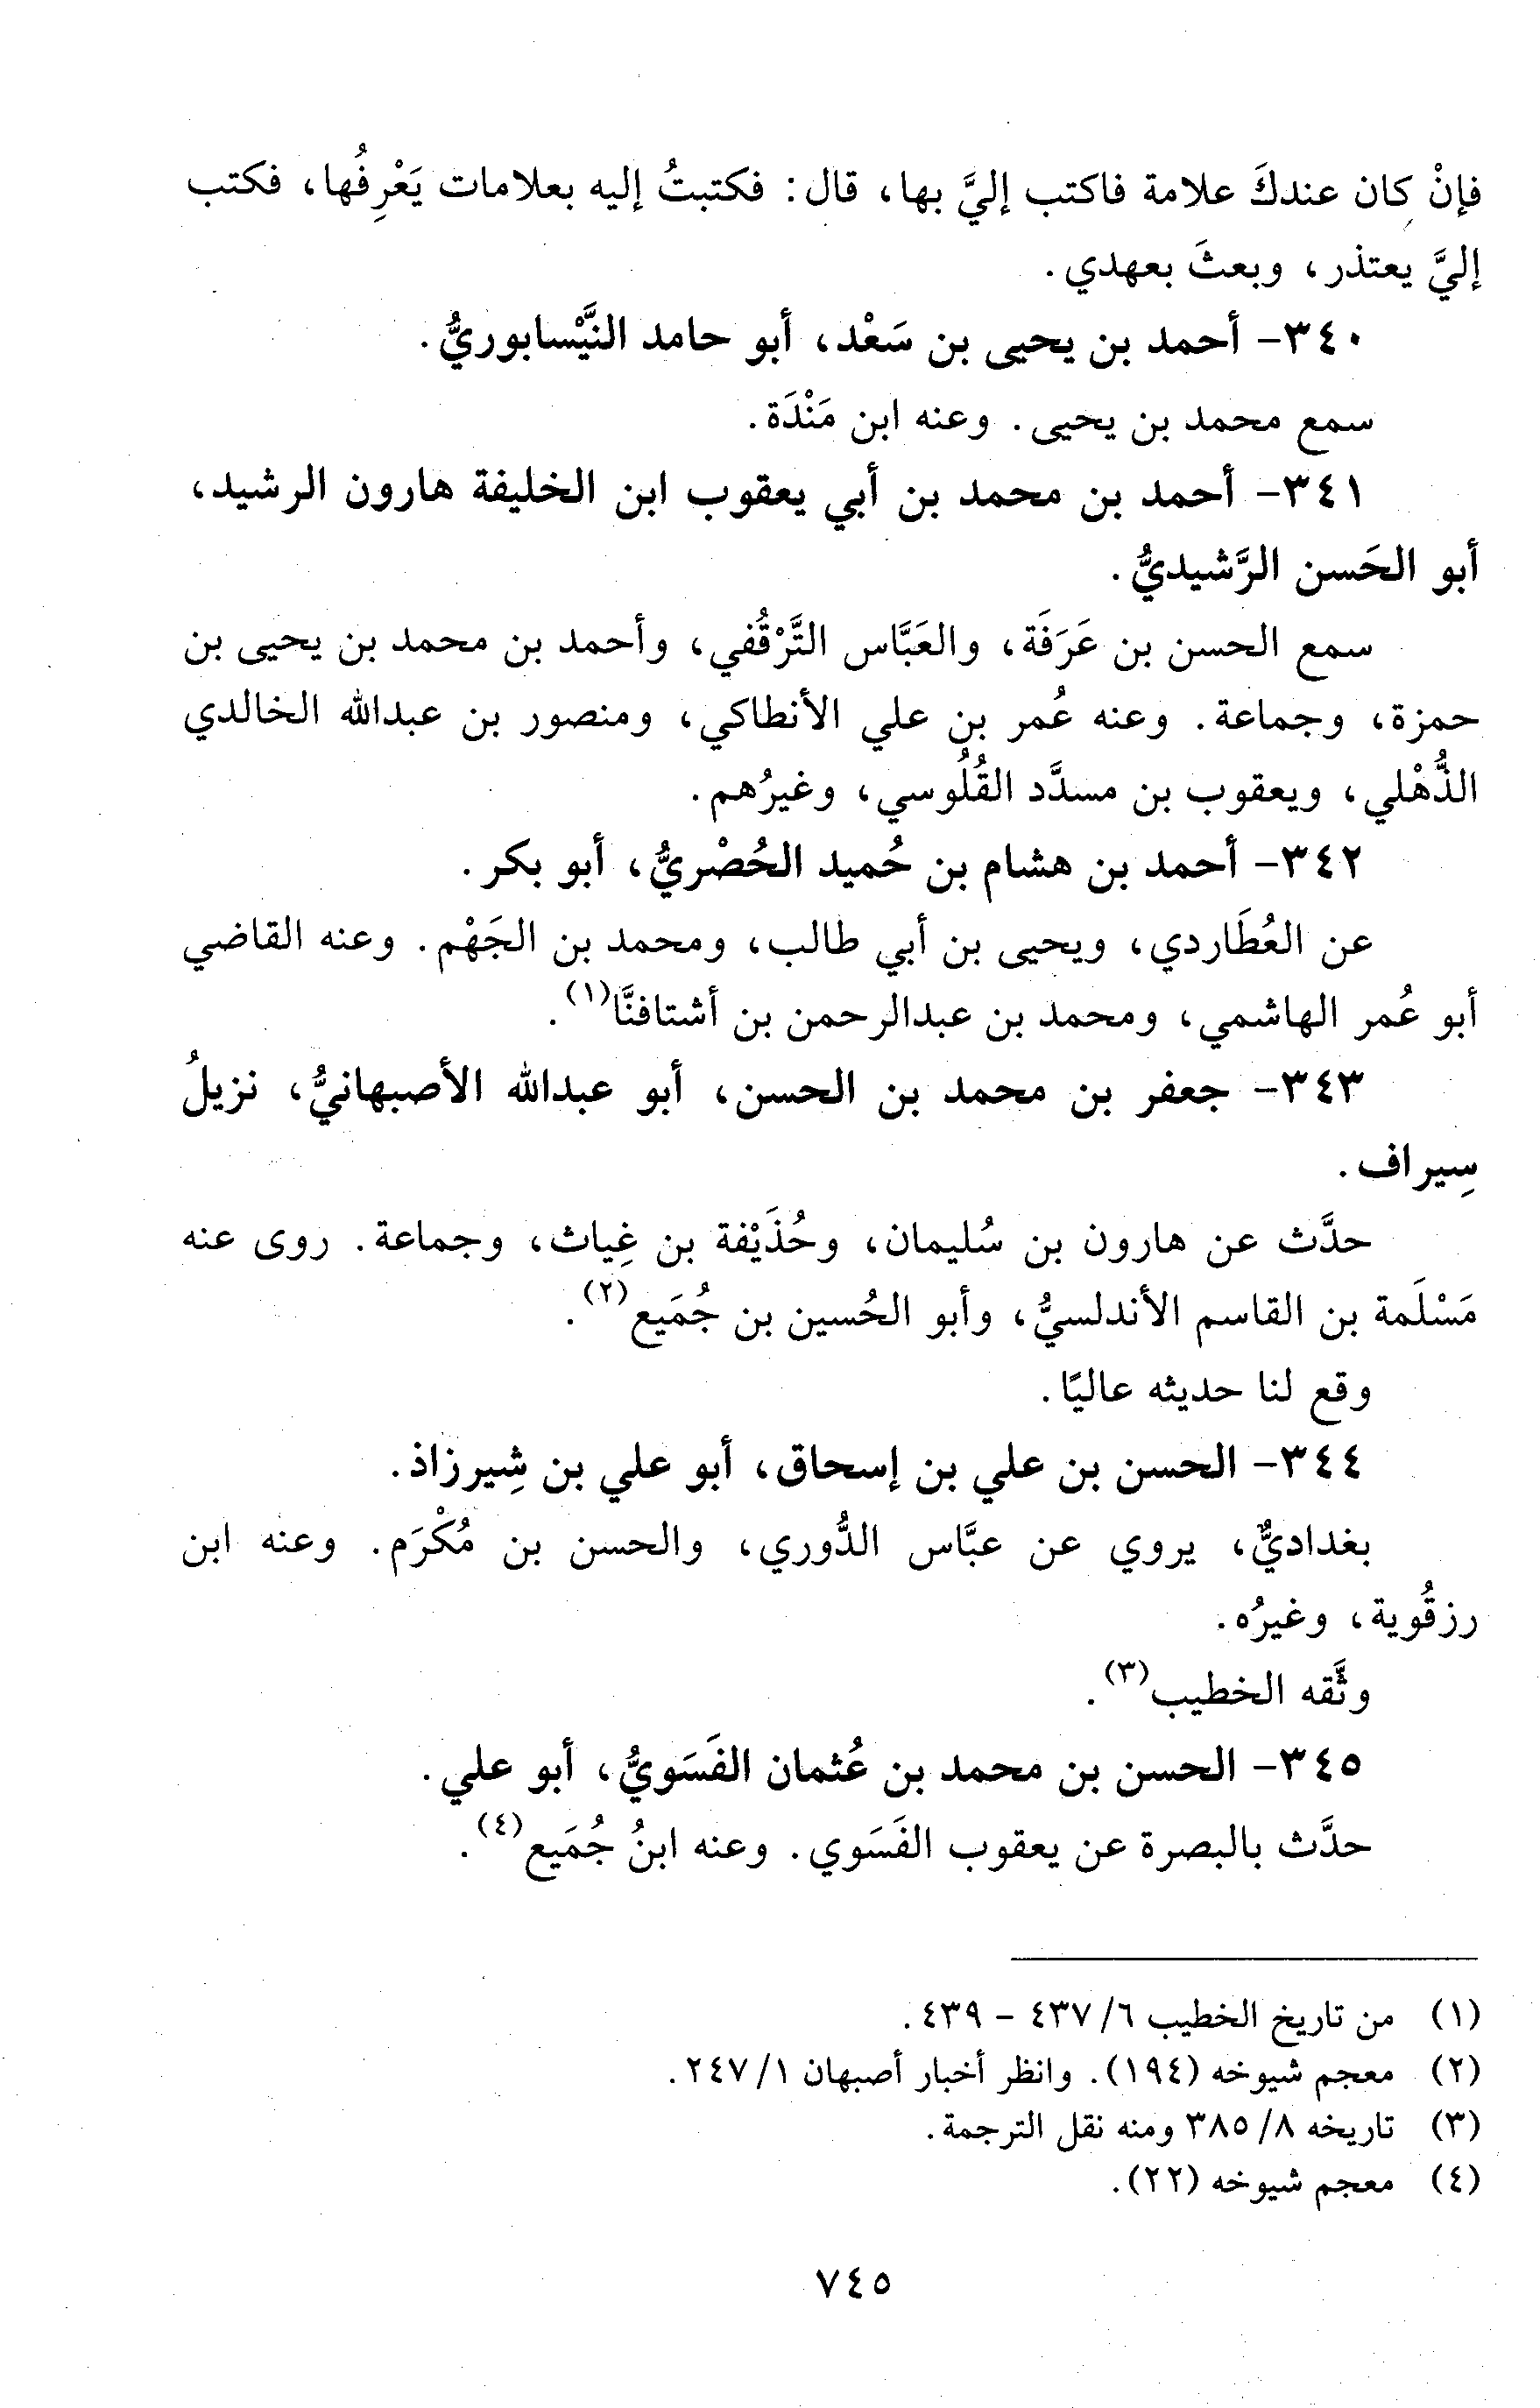 فإنْ كان عندكَ علامة فاكتب إليَّ بها، قال: فكتبتُ إليه بعلامات يَعْرِفُها، فكتب
إليَّ يعتذر، وبعثَ بعهدي.
٣٤٠- أحمد بن يحيى بن سَعْد، أبو حامد النَّيْسابوريُّ.
سمع محمد بن يحيى. وعنه ابن مَنْدَة.
٣٤١- أحمد بن محمد بن أبي يعقوب ابن الخليفة هارون الرشيد،
أبو الحَسن الرَّشيديُّ.
سمع الحسن بن عَرَفَة، والعَبَّاس التَّرْقُفي، وأحمد بن محمد بن يحيى بن
حمزة، وجماعة. وعنه عُمر بن علي الأنطاكي، ومنصور بن عبدالله الخالدي
الذُّهْلي، ويعقوب بن مسدَّد القُلُوسي، وغيرُهم.
٣٤٢- أحمد بن هشام بن حُميد الحُصْريُّ، أبو بكر.
عن العُطَاردي، ويحيى بن أبي طالب، ومحمد بن الجَهْم. وعنه القاضي
أبو عُمر الهاشمي، ومحمد بن عبدالرحمن بن أشتافنَّا(١).
٣٤٣- جعفر بن محمد بن الحسن، أبو عبدالله الأصبهانيُّ، نزيلُ
سِيراف.
حدَّث عن هارون بن سُليمان، وحُذَيْفة بن غِياث، وجماعة. روى عنه
مَسْلَمة بن القاسم الأندلسيُّ، وأبو الحُسين بن جُمَيع(٢).
وقع لنا حديثه عاليًا.
٣٤٤- الحسن بن علي بن إسحاق، أبو علي بن شِيرزاذ.
بغداديٌّ، يروي عن عبَّاس الدُّوري، والحسن بن مُكْرَم. وعنه ابن
رزقُوية، وغيرُه.
وثَّقه الخطيب(٣).
٣٤٥- الحسن بن محمد بن عُثمان الفَسَويُّ، أبو علي.
حدَّث بالبصرة عن يعقوب الفَسَوي. وعنه ابنُ جُمَيع(٤).
(١) من تاريخ الخطيب ٦/ ٤٣٧ - ٤٣٩.
(٢) معجم شيوخه (١٩٤). وانظر أخبار أصبهان ١/ ٢٤٧.
(٣) تاريخه ٨/ ٣٨٥ ومنه نقل الترجمة.
(٤) معجم شيوخه (٢٢).
٧٤٥